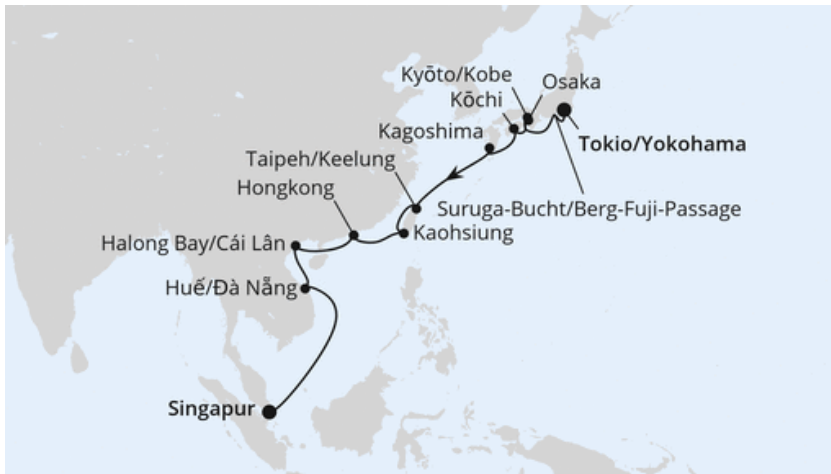 Kyōto/Kobe
Osaka
Kōchi
Kagoshima
Tokio/Yokohama
Taipeh/Keelung
Hongkong
Suruga-Bucht/Berg-Fuji-Passage
Kaohsiung
Halong Bay/Cái Lân
Huế/Đà Nẵng
Singapur